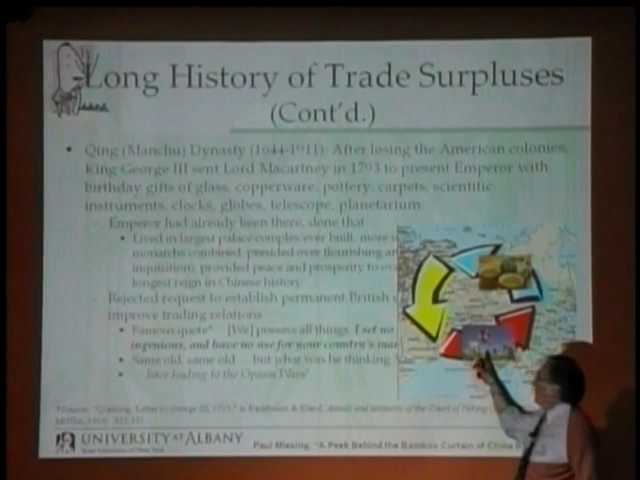 Long History of Trade Surpluses
(Cont'd.)
• Qing (Manchu) Dynasty (1644-1911): After losing the American colonies,
King George III sent Lord Macartney in 1793 to present Emperor with
birthday gifts of glass, copperware, pottery, carpets, scientific
instruments, clocks, globes, telescope, planetarium.
– Emperor had already been there, done that
• Lived in largest palace complex ever built, more
monarchs combined, presided over flourishing
inquisition), provided peace and prosperity to
longest reign in Chinese history
– Rejected request to establish permanent British
improve trading relations
• Famous quote* [We] possess all things. I set no
ingenious, and have no use for your country's
• Same old, same old ... but what was he thinking
• later leading to the Opium Wars
UNIVERSITY AT ALBANY
State University of New York
Paul Miesing, "A Peek Behind the Bamboo Curtain of China